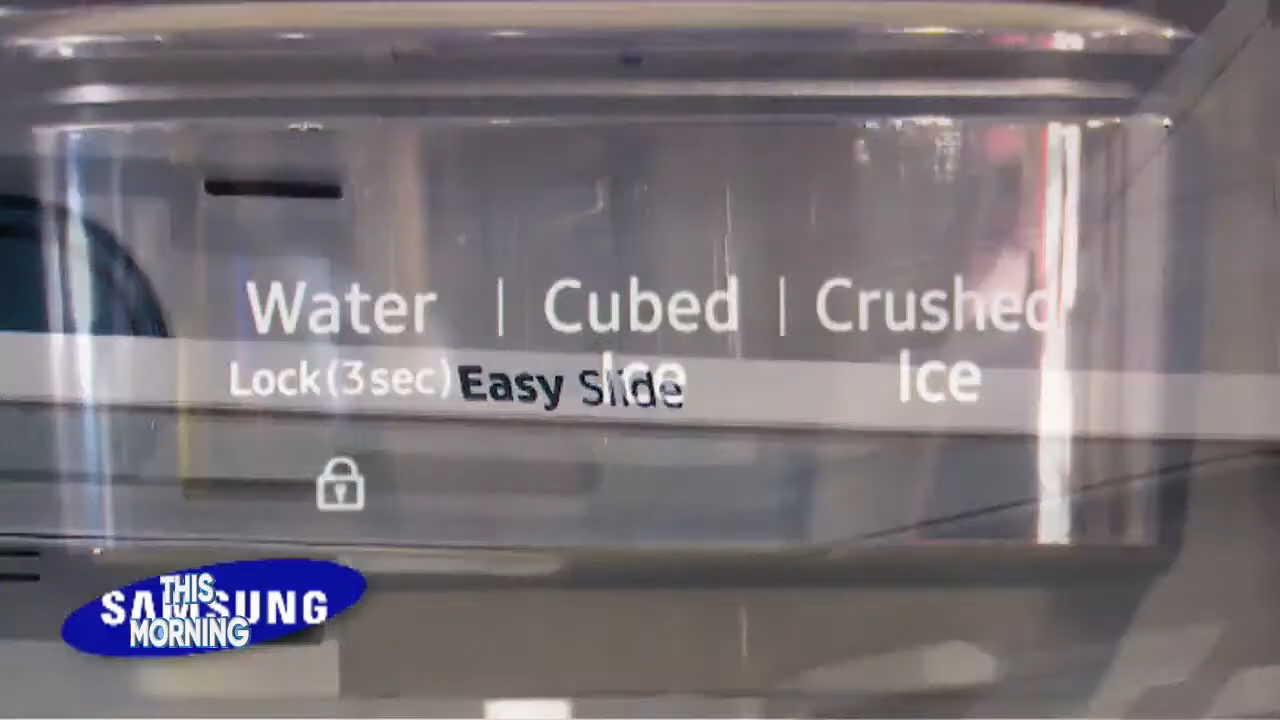 Water | Cubed Ice | Crushed Ice
Lock(3sec)
Easy Slide
SAMSUNG
THIS MORNING